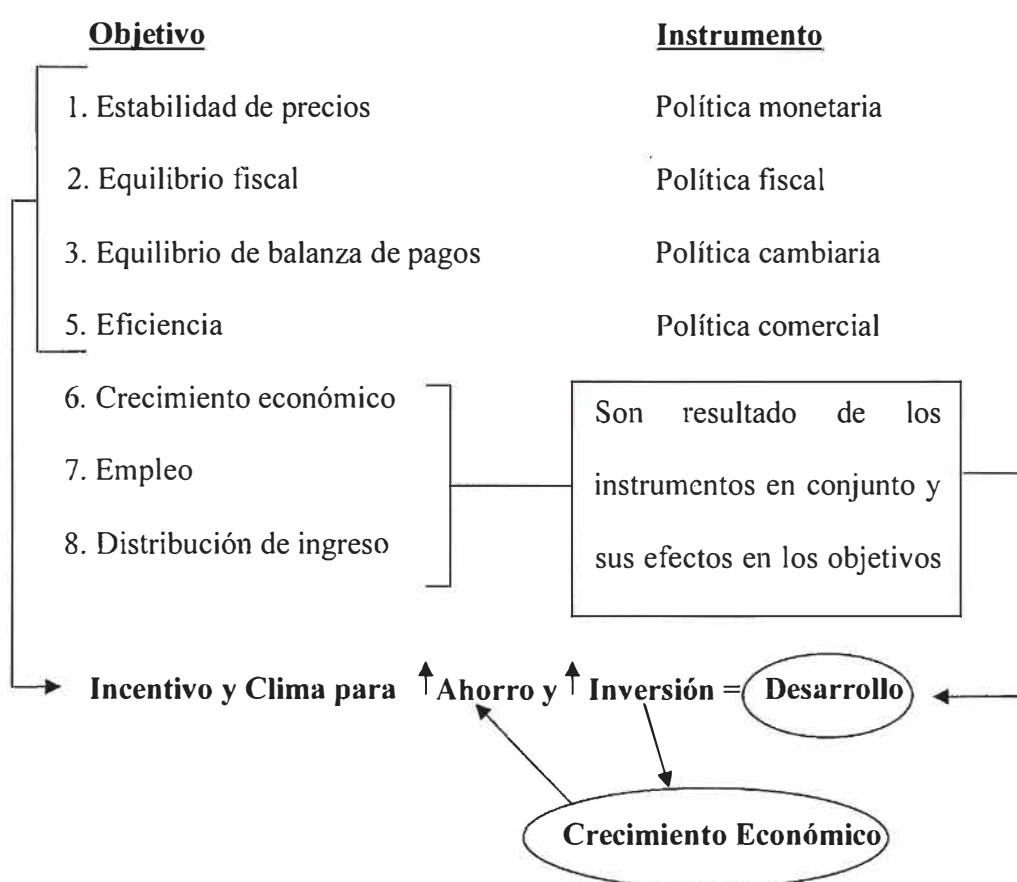 Objetivo Instrumento
1. Estabilidad de precios Política monetaria
2. Equilibrio fiscal Política fiscal
3. Equilibrio de balanza de pagos Política cambiaria
5. Eficiencia Política comercial
6. Crecimiento económico
7. Empleo
8. Distribución de ingreso
Son resultado de los
instrumentos en conjunto y
sus efectos en los objetivos
Incentivo y Clima para ↑Ahorro y ↑ Inversión = Desarrollo
Crecimiento Económico